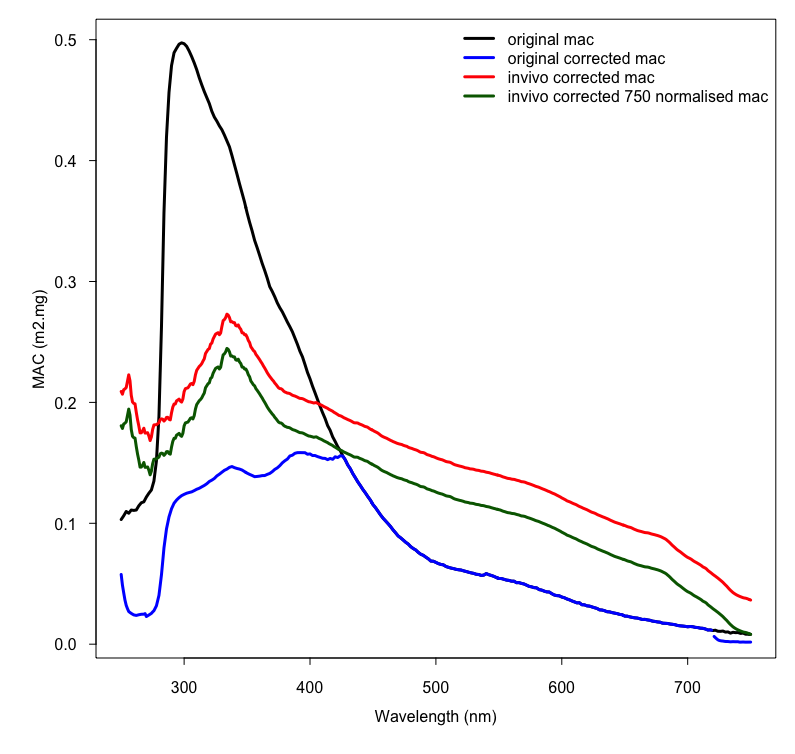 original mac
original corrected mac
invivo corrected mac
invivo corrected 750 normalised mac
0.5
0.4
0.3
0.2
0.1
0.0
MAC (m2.mg)
300 400 500 600 700
Wavelength (nm)